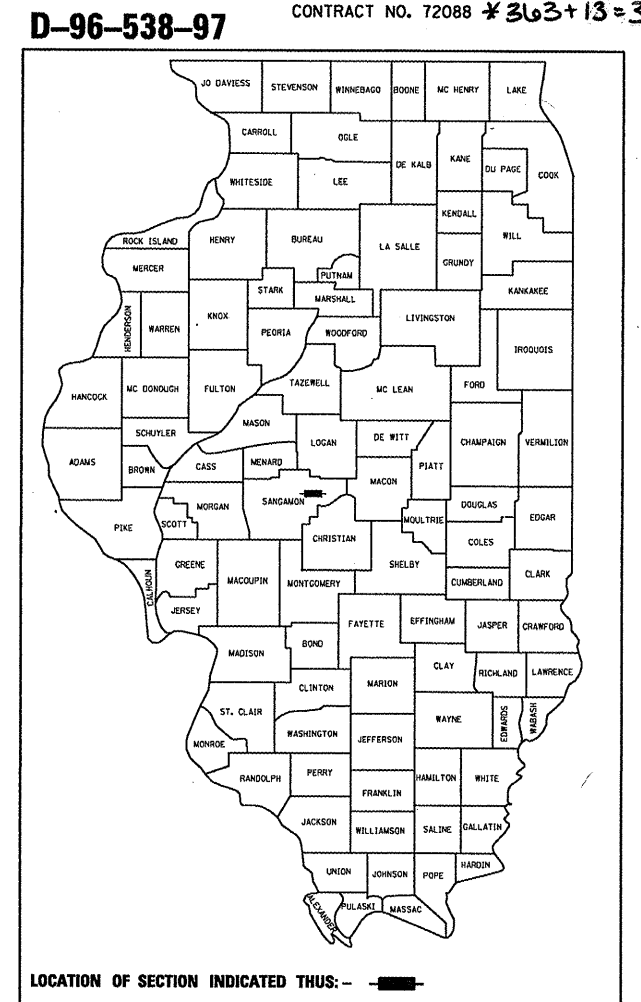 CONTRACT NO. 72088 *363+13=3
D-96-538-97
JO DAVIESS STEVENSON WINNEBAGO BOONE MC HENRY LAKE
CARROLL OGLE DE KALB KANE DU PAGE COOK
WHITESIDE LEE
KENDALL WILL
ROCK ISLAND HENRY BUREAU LA SALLE
MERCER PUTNAM GRUNDY
STARK MARSHALL KANKAKEE
HENDERSON WARREN KNOX PEORIA WOODFORD LIVINGSTON IROQUOIS
HANCOCK MC DONOUGH FULTON TAZEWELL MC LEAN FORD
MASON
SCHUYLER LOGAN DE WITT CHAMPAIGN VERMILION
ADAMS BROWN CASS MENARD PIATT
MACON
MORGAN SANGAMON DOUGLAS
PIKE SCOTT MOULTRIE EDGAR
CHRISTIAN COLES
GREENE SHELBY
CALHOUN MACOUPIN MONTGOMERY CUMBERLAND CLARK
JERSEY
FAYETTE EFFINGHAM JASPER CRAWFORD
MADISON BOND
CLAY RICHLAND LAWRENCE
CLINTON MARION
ST. CLAIR WAYNE EDWARDS WABASH
WASHINGTON JEFFERSON
MONROE
RANDOLPH PERRY HAMILTON WHITE
FRANKLIN
JACKSON WILLIAMSON SALINE GALLATIN
UNION JOHNSON POPE HARDIN
ALEXANDER PULASKI MASSAC
LOCATION OF SECTION INDICATED THUS:-